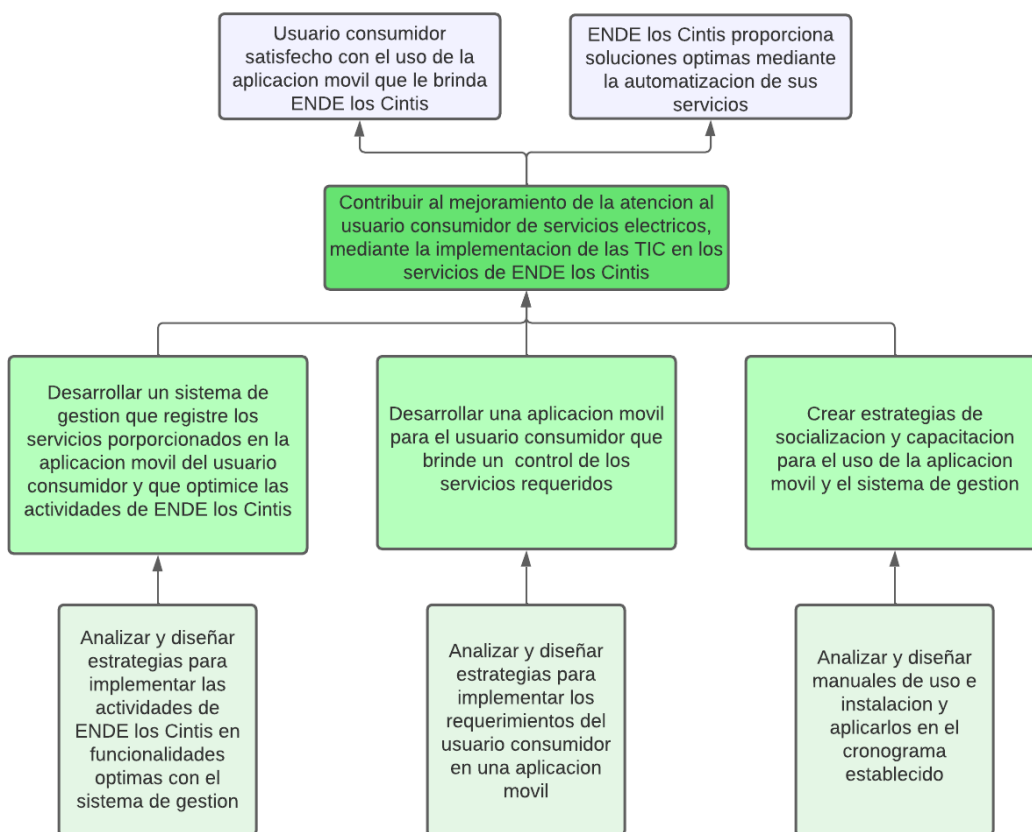 Usuario consumidor
satisfecho con el uso de la
aplicacion movil que le brinda
ENDE los Cintis
ENDE los Cintis proporciona
soluciones optimas mediante
la automatizacion de sus
servicios
Contribuir al mejoramiento de la atencion al
usuario consumidor de servicios electricos,
mediante la implementacion de las TIC en los
servicios de ENDE los Cintis
Desarrollar un sistema de
gestion que registre los
servicios porporcionados en la
aplicacion movil del usuario
consumidor y que optimice las
actividades de ENDE los Cintis
Desarrollar una aplicacion movil
para el usuario consumidor que
brinde un control de los
servicios requeridos
Crear estrategias de
socializacion y capacitacion
para el uso de la aplicacion
movil y el sistema de gestion
Analizar y diseñar
estrategias para
implementar las
actividades de
ENDE los Cintis en
funcionalidades
optimas con el
sistema de gestion
Analizar y diseñar
estrategias para
implementar los
requerimientos del
usuario consumidor
en una aplicacion
movil
Analizar y diseñar
manuales de uso e
instalacion y
aplicarlos en el
cronograma
establecido